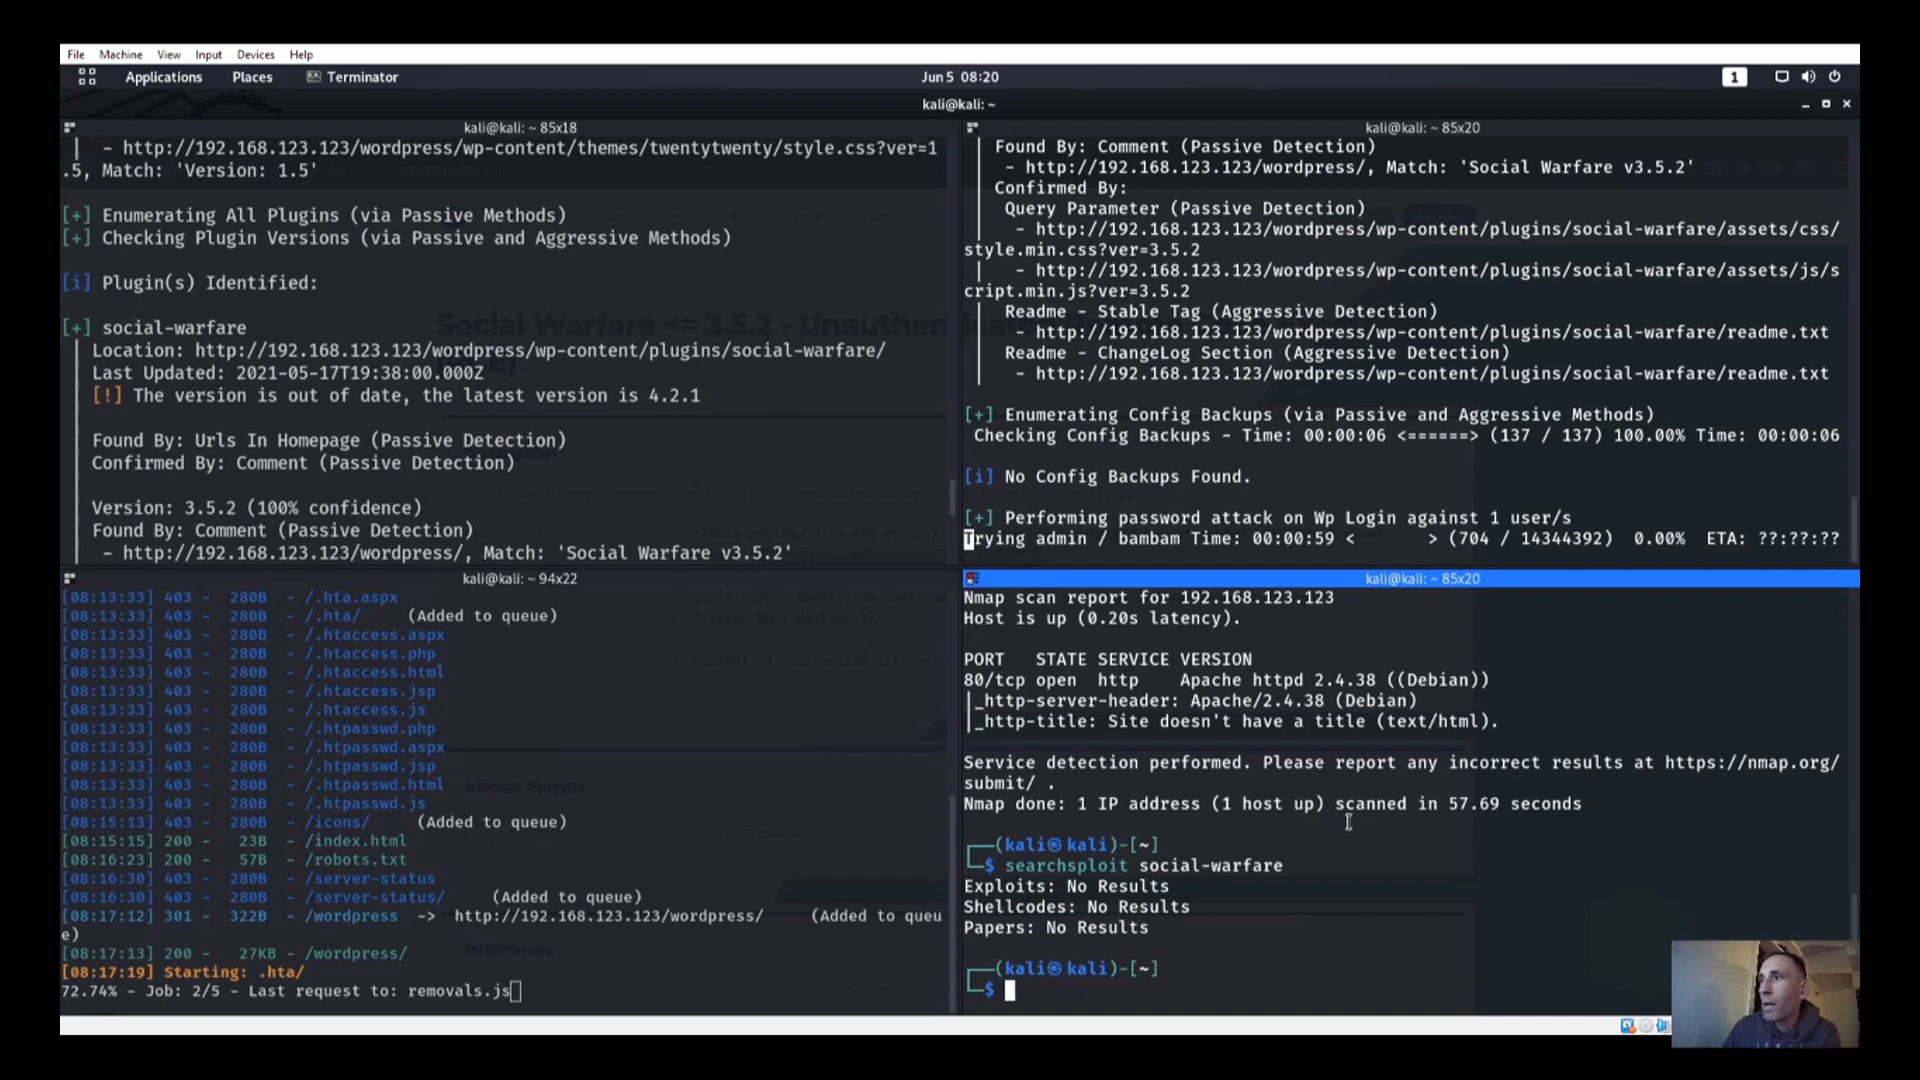 File Machine View Input Devices Help
Applications Places Terminator Jun 5 08:20 1
kali@kali: ~
kali@kali: ~ 85x18
| - http://192.168.123.123/wordpress/wp-content/themes/twentytwenty/style.css?ver=1
.5, Match: 'Version: 1.5'
[+] Enumerating All Plugins (via Passive Methods)
[+] Checking Plugin Versions (via Passive and Aggressive Methods)
[i] Plugin(s) Identified:
[+] social-warfare
| Location: http://192.168.123.123/wordpress/wp-content/plugins/social-warfare/
| Last Updated: 2021-05-17T19:38:00.000Z
| [!] The version is out of date, the latest version is 4.2.1
|
| Found By: Urls In Homepage (Passive Detection)
| Confirmed By: Comment (Passive Detection)
|
| Version: 3.5.2 (100% confidence)
| Found By: Comment (Passive Detection)
| - http://192.168.123.123/wordpress/, Match: 'Social Warfare v3.5.2'
Social Warfare <= 3.5.2 - Unauthen
kali@kali: ~ 85x20
| Found By: Comment (Passive Detection)
| - http://192.168.123.123/wordpress/, Match: 'Social Warfare v3.5.2'
| Confirmed By:
| Query Parameter (Passive Detection)
| - http://192.168.123.123/wordpress/wp-content/plugins/social-warfare/assets/css/
style.min.css?ver=3.5.2
| - http://192.168.123.123/wordpress/wp-content/plugins/social-warfare/assets/js/s
cript.min.js?ver=3.5.2
| Readme - Stable Tag (Aggressive Detection)
| - http://192.168.123.123/wordpress/wp-content/plugins/social-warfare/readme.txt
| Readme - ChangeLog Section (Aggressive Detection)
| - http://192.168.123.123/wordpress/wp-content/plugins/social-warfare/readme.txt
[+] Enumerating Config Backups (via Passive and Aggressive Methods)
Checking Config Backups - Time: 00:00:06 <======> (137 / 137) 100.00% Time: 00:00:06
[i] No Config Backups Found.
[+] Performing password attack on Wp Login against 1 user/s
Trying admin / bambam Time: 00:00:59 < > (704 / 14344392) 0.00% ETA: ??:??:??
kali@kali: ~ 94x22
[08:13:33] 403 - 280B - /.hta.aspx
[08:13:33] 403 - 280B - /.hta/ (Added to queue)
[08:13:33] 403 - 280B - /.htaccess.aspx
[08:13:33] 403 - 280B - /.htaccess.php
[08:13:33] 403 - 280B - /.htaccess.html
[08:13:33] 403 - 280B - /.htaccess.jsp
[08:13:33] 403 - 280B - /.htaccess.js
[08:13:33] 403 - 280B - /.htpasswd.php
[08:13:33] 403 - 280B - /.htpasswd.aspx
[08:13:33] 403 - 280B - /.htpasswd.jsp
[08:13:33] 403 - 280B - /.htpasswd.html
[08:13:33] 403 - 280B - /.htpasswd.js
[08:15:13] 403 - 280B - /icons/ (Added to queue)
[08:15:15] 200 - 23B - /index.html
[08:16:23] 200 - 57B - /robots.txt
[08:16:30] 403 - 280B - /server-status
[08:16:30] 403 - 280B - /server-status/ (Added to queue)
[08:17:12] 301 - 322B - /wordpress -> http://192.168.123.123/wordpress/ (Added to queu
e)
[08:17:13] 200 - 27KB - /wordpress/
[08:17:19] Starting: .hta/
72.74% - Job: 2/5 - Last request to: removals.js
Affects Plugins
References
kali@kali: ~ 85x20
Nmap scan report for 192.168.123.123
Host is up (0.20s latency).
PORT STATE SERVICE VERSION
80/tcp open http Apache httpd 2.4.38 ((Debian))
|_http-server-header: Apache/2.4.38 (Debian)
|_http-title: Site doesn't have a title (text/html).
Service detection performed. Please report any incorrect results at https://nmap.org/
submit/ .
Nmap done: 1 IP address (1 host up) scanned in 57.69 seconds
┌──(kali㉿kali)-[~]
└─$ searchsploit social-warfare
Exploits: No Results
Shellcodes: No Results
Papers: No Results
┌──(kali㉿kali)-[~]
└─$